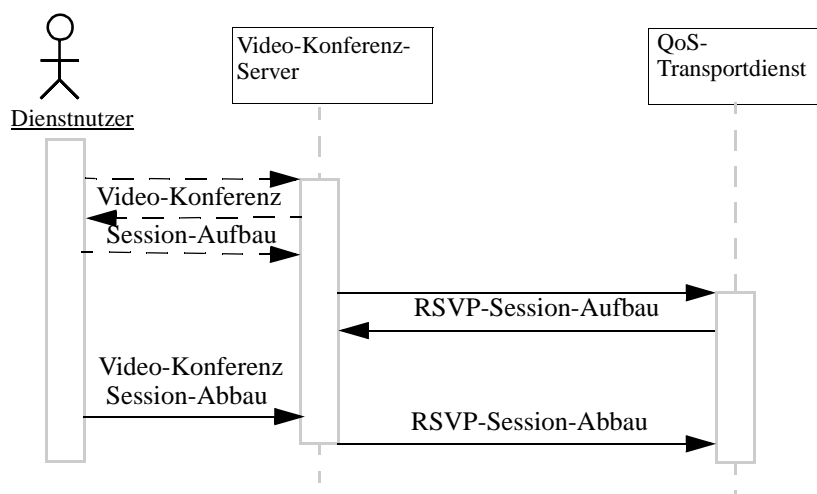 Video-Konferenz-
Server
QoS-
Transportdienst
Dienstnutzer
Video-Konferenz
Session-Aufbau
RSVP-Session-Aufbau
Video-Konferenz
Session-Abbau
RSVP-Session-Abbau